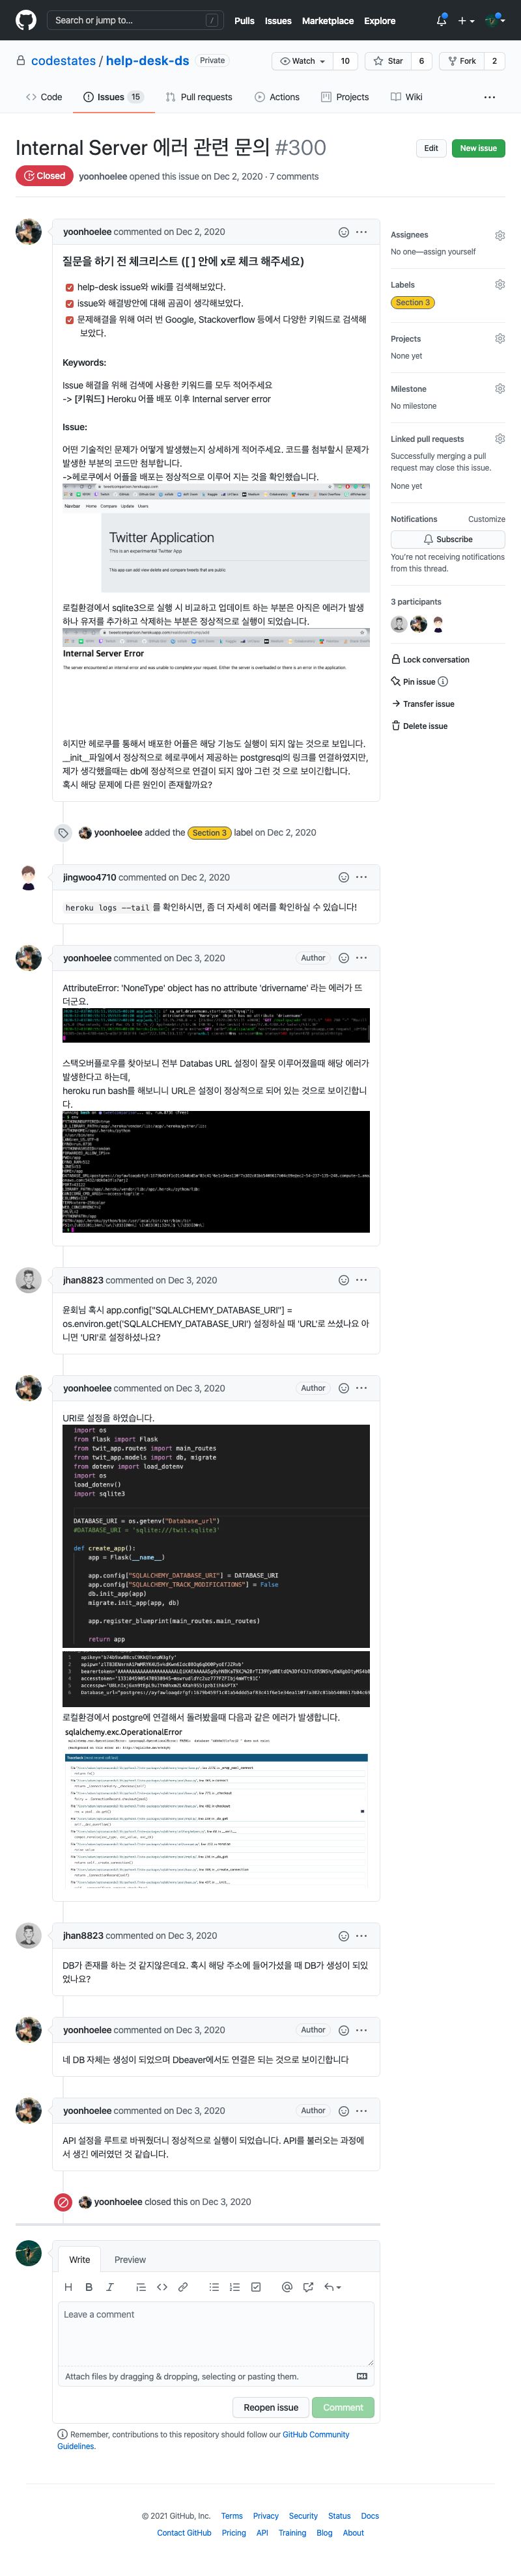 Search or jump to...
/
Pulls Issues Marketplace Explore
codestates / help-desk-ds Private
Watch 10 Star 6 Fork 2
Code Issues 15 Pull requests Actions Projects Wiki
Internal Server 에러 관련 문의 #300
Edit New issue
Closed yoonhoelee opened this issue on Dec 2, 2020 · 7 comments
yoonhoelee commented on Dec 2, 2020
질문을 하기 전 체크리스트 ([ ] 안에 x로 체크 해주세요)
help-desk issue와 wiki를 검색해보았다.
issue와 해결방안에 대해 곰곰이 생각해보았다.
문제해결을 위해 여러 번 Google, Stackoverflow 등에서 다양한 키워드로 검색해
보았다.
Keywords:
Issue 해결을 위해 검색에 사용한 키워드를 모두 적어주세요
-> [키워드] Heroku 어플 배포 이후 Internal server error
Issue:
어떤 기술적인 문제가 어떻게 발생했는지 상세하게 적어주세요. 코드를 첨부할시 문제가
발생한 부분의 코드만 첨부합니다.
->헤로쿠에서 어플을 배포는 정상적으로 이루어 지는 것을 확인했습니다.
Navbar Home Compare Update Users
Twitter Application
This is an experimental Twitter App
This app can add view delete and compare tweets that are public.
로컬환경에서 sqlite3으로 실행 시 비교하고 업데이트 하는 부분은 아직은 에러가 발생
하나 유저를 추가하고 삭제하는 부분은 정상적으로 실행이 되었습니다.
Internal Server Error
The server encountered an internal error and was unable to complete your request. Either the server is overloaded or there is an error in the application.
히지만 헤로쿠를 통해서 배포한 어플은 해당 기능도 실행이 되지 않는 것으로 보입니다.
__init__파일에서 정상적으로 헤로쿠에서 제공하는 postgresql의 링크를 연결하였지만,
제가 생각했을때는 db에 정상적으로 연결이 되지 않아 그런 것 으로 보이긴합니다.
혹시 해당 문제에 다른 원인이 존재할까요?
yoonhoelee added the Section 3 label on Dec 2, 2020
jingwoo4710 commented on Dec 2, 2020
heroku logs --tail 를 확인하시면, 좀 더 자세히 에러를 확인하실 수 있습니다!
yoonhoelee commented on Dec 3, 2020 Author
AttributeError: 'NoneType' object has no attribute 'drivername' 라는 에러가 뜨
더군요.
스택오버플로우를 찾아보니 전부 Databas URL 설정이 잘못 이루어졌을때 해당 에러가
발생한다고 하는데,
heroku run bash를 해보니니 URL은 설정이 정상적으로 되어 있는 것으로 보이긴합니
다.
jhan8823 commented on Dec 3, 2020
윤회님 혹시 app.config["SQLALCHEMY_DATABASE_URI"] =
os.environ.get('SQLALCHEMY_DATABASE_URI') 설정하실 때 'URL'로 쓰셨나요 아
니면 'URI'로 설정하셨나요?
yoonhoelee commented on Dec 3, 2020 Author
URI로 설정을 하였습니다.
import os
from flask import Flask
from twit_app.routes import main_routes
from twit_app.models import db, migrate
from dotenv import load_dotenv
import os
load_dotenv()
import sqlite3
DATABASE_URI = os.getenv("Database_url")
#DATABASE_URI = 'sqlite:///twit.sqlite3'
def create_app():
app = Flask(__name__)
app.config["SQLALCHEMY_DATABASE_URI"] = DATABASE_URI
app.config["SQLALCHEMY_TRACK_MODIFICATIONS"] = False
db.init_app(app)
migrate.init_app(app, db)
app.register_blueprint(main_routes.main_routes)
return app
로컬환경에서 postgre에 연결해서 돌려봤을때 다음과 같은 에러가 발생합니다.
sqlalchemy.exc.OperationalError
jhan8823 commented on Dec 3, 2020
DB가 존재를 하는 것 같지않은데요. 혹시 해당 주소에 들어가셨을 때 DB가 생성이 되있
었나요?
yoonhoelee commented on Dec 3, 2020 Author
네 DB 자체는 생성이 되었으며 Dbeaver에서도 연결은 되는 것으로 보이긴합니다
yoonhoelee commented on Dec 3, 2020 Author
API 설정을 루트로 바꿔줬더니 정상적으로 실행이 되었습니다. API를 불러오는 과정에
서 생긴 에러였던 것 같습니다.
yoonhoelee closed this on Dec 3, 2020
Write Preview
Leave a comment
Attach files by dragging & dropping, selecting or pasting them.
Reopen issue Comment
Remember, contributions to this repository should follow our GitHub Community
Guidelines.
Assignees
No one—assign yourself
Labels
Section 3
Projects
None yet
Milestone
No milestone
Linked pull requests
Successfully merging a pull
request may close this issue.
None yet
Notifications Customize
Subscribe
You're not receiving notifications
from this thread.
3 participants
Lock conversation
Pin issue
Transfer issue
Delete issue
© 2021 GitHub, Inc. Terms Privacy Security Status Docs
Contact GitHub Pricing API Training Blog About